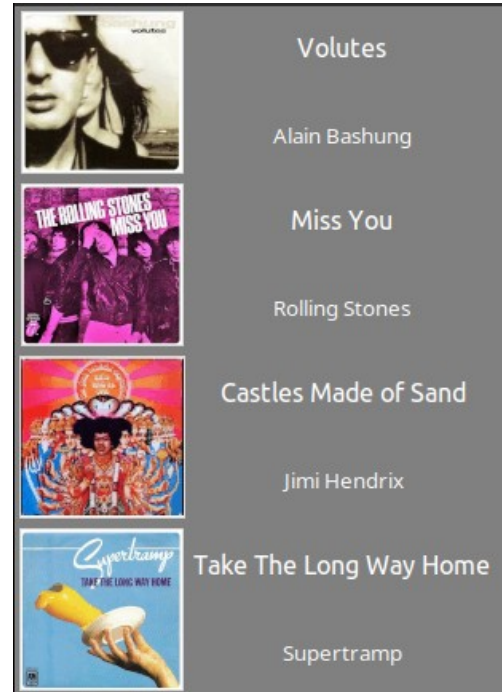 Bashung
volutes
Volutes
Alain Bashung
THE ROLLING STONES
MISS YOU
Miss You
Rolling Stones
Castles Made of Sand
Jimi Hendrix
Supertramp
TAKE THE LONG WAY HOME
Take The Long Way Home
Supertramp